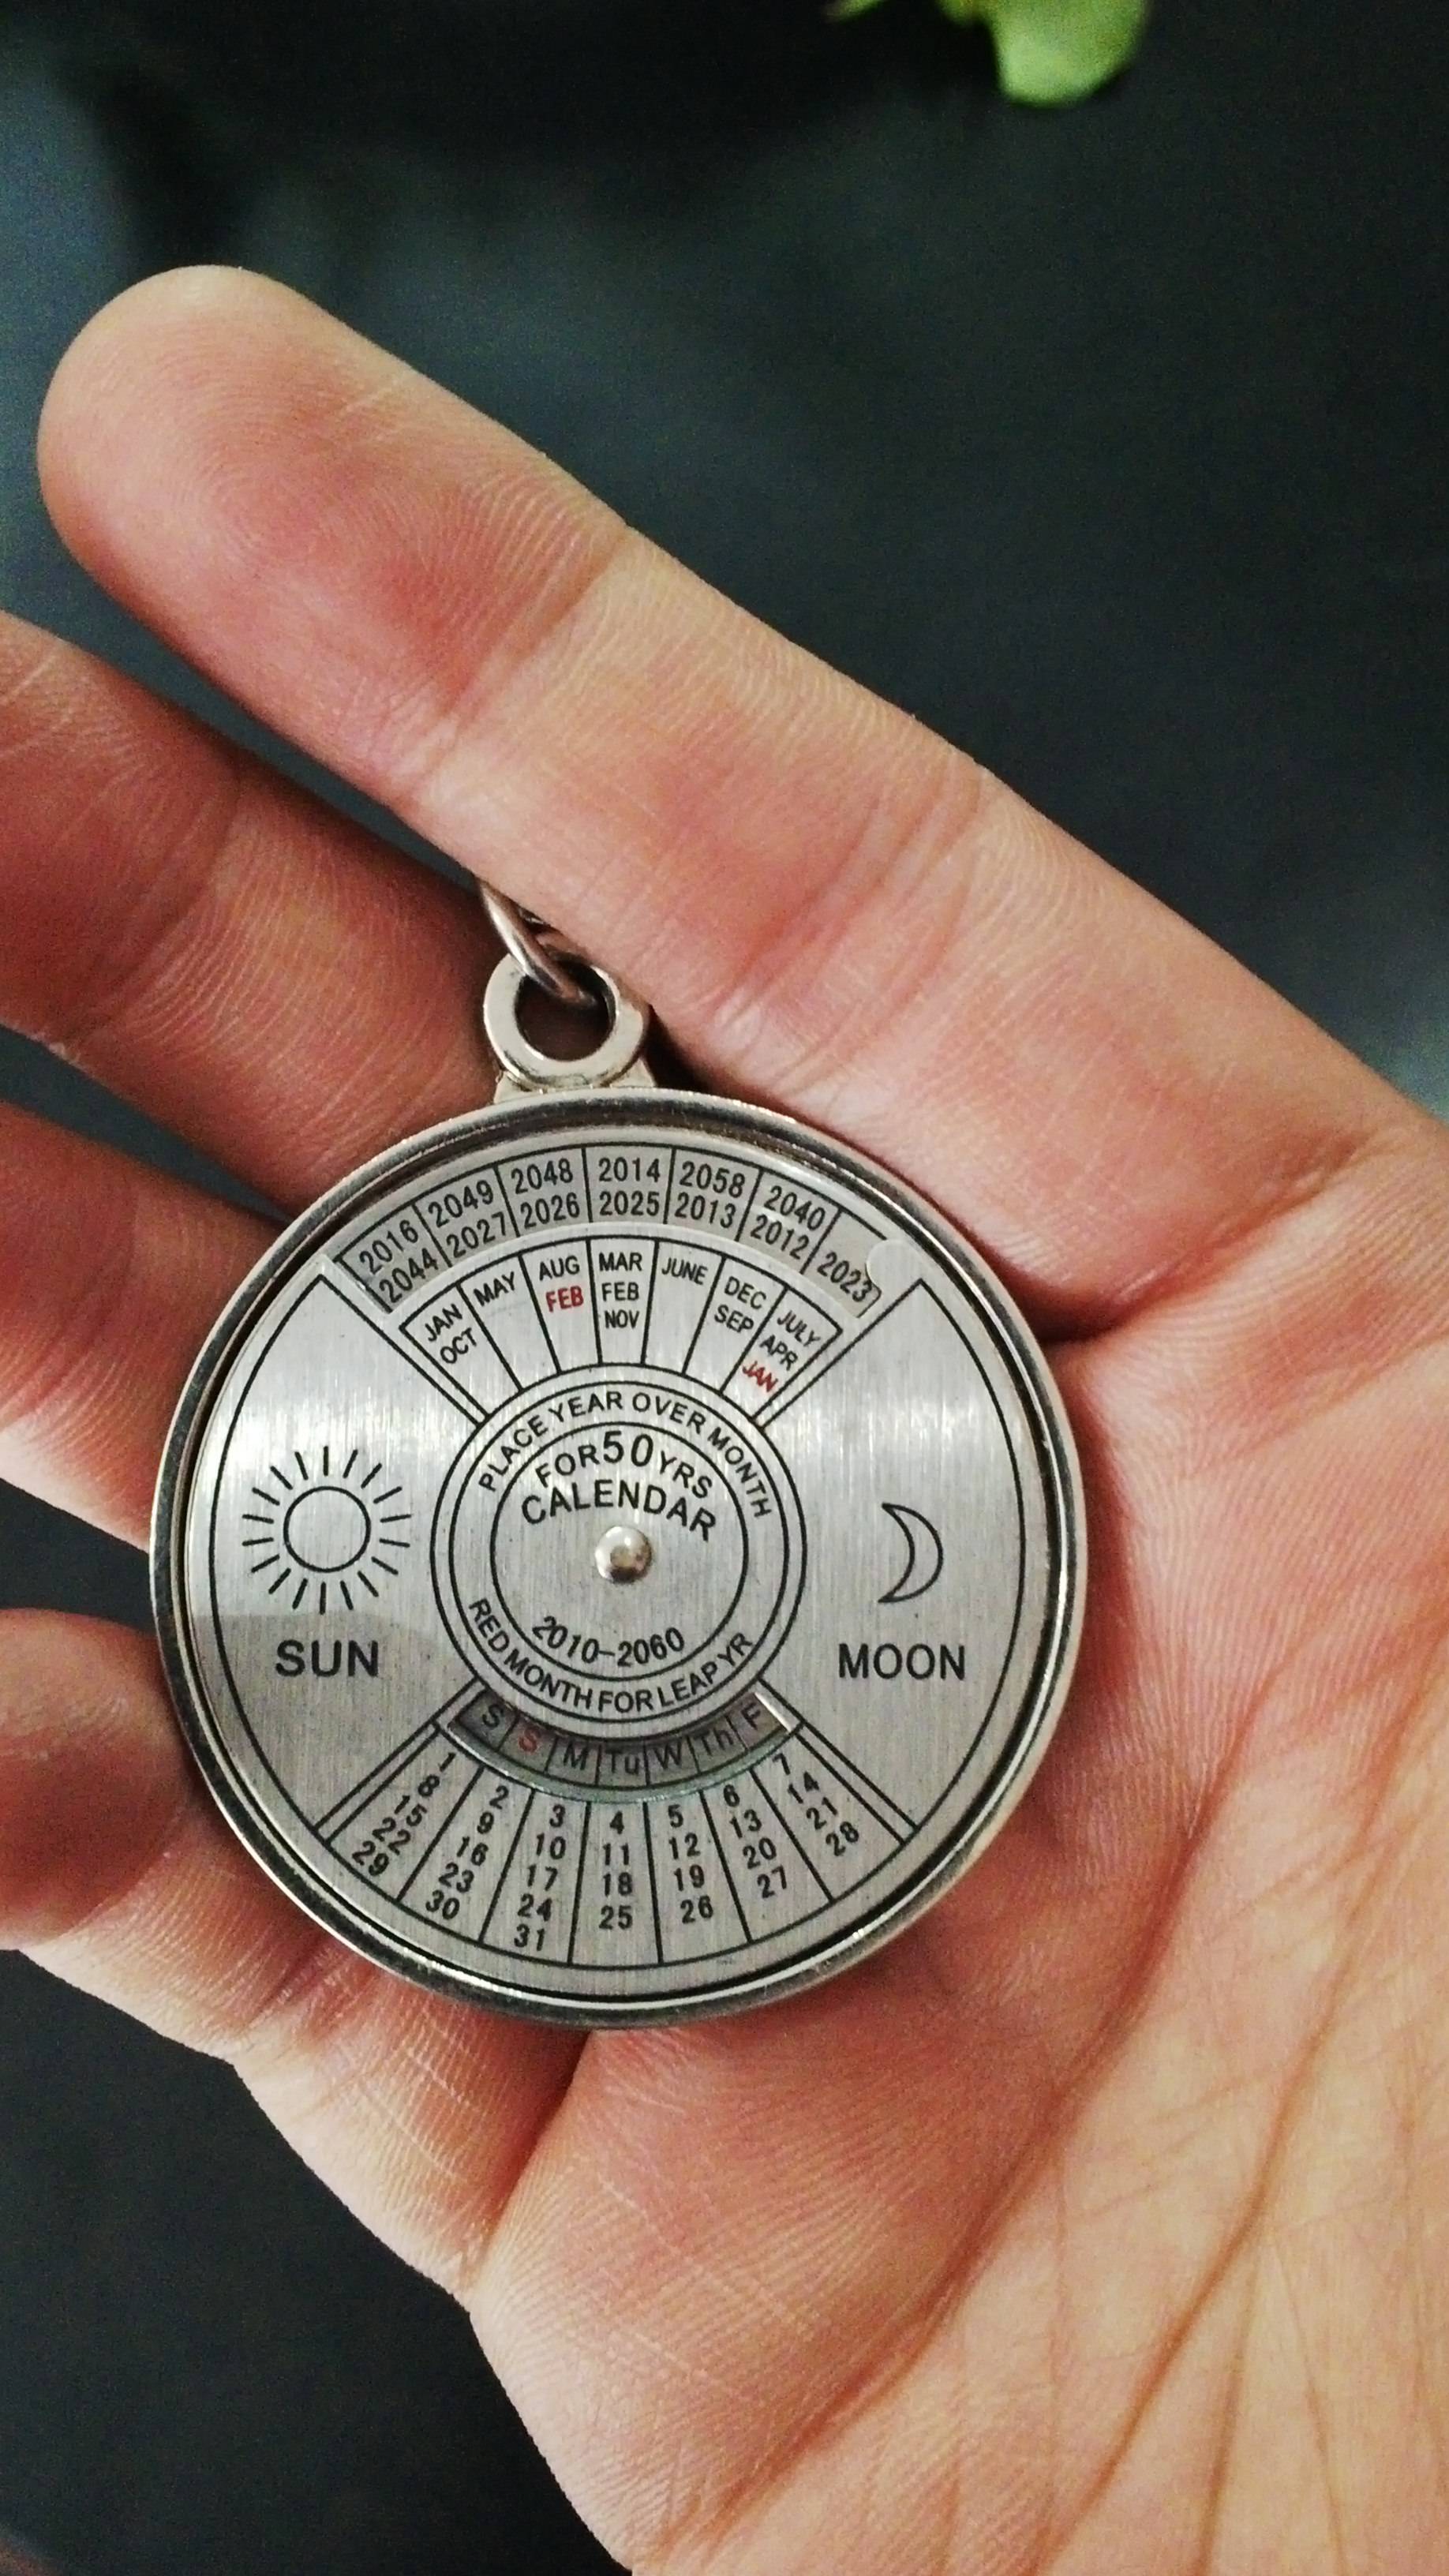 2016 2049 2048 2014 2058 2040
2044 2027 2026 2025 2013 2012 2023
JAN MAY AUG MAR JUNE DEC JULY
OCT FEB FEB SEP APR
NOV JAN
PLACE YEAR OVER MONTH
FOR 50 YRS
CALENDAR
2010-2060
RED MONTH FOR LEAP YR
SUN
MOON
S S M Tu W Th F
1 2 3 4 5 6 7
8 9 10 11 12 13 14
15 16 17 18 19 20 21
22 23 24 25 26 27 28
29 30 31